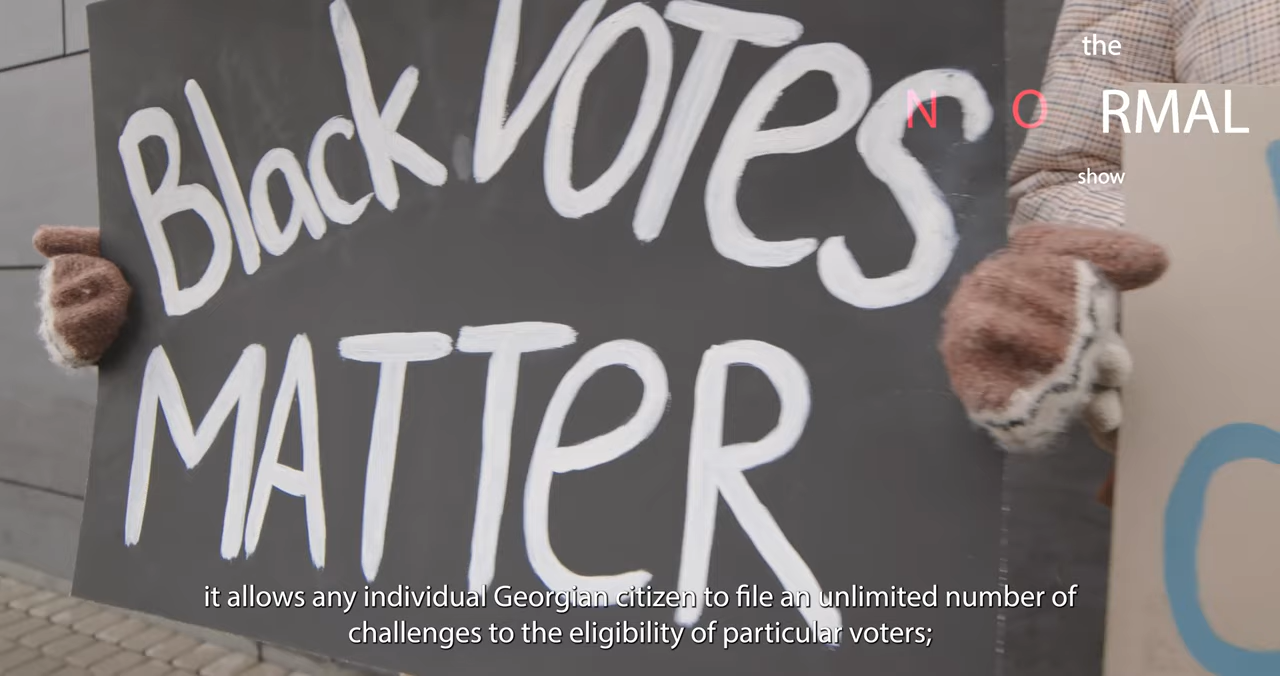 Black VOTes
MATTeR
the
N O RMAL
show
it allows any individual Georgian citizen to file an unlimited number of
challenges to the eligibility of particular voters;